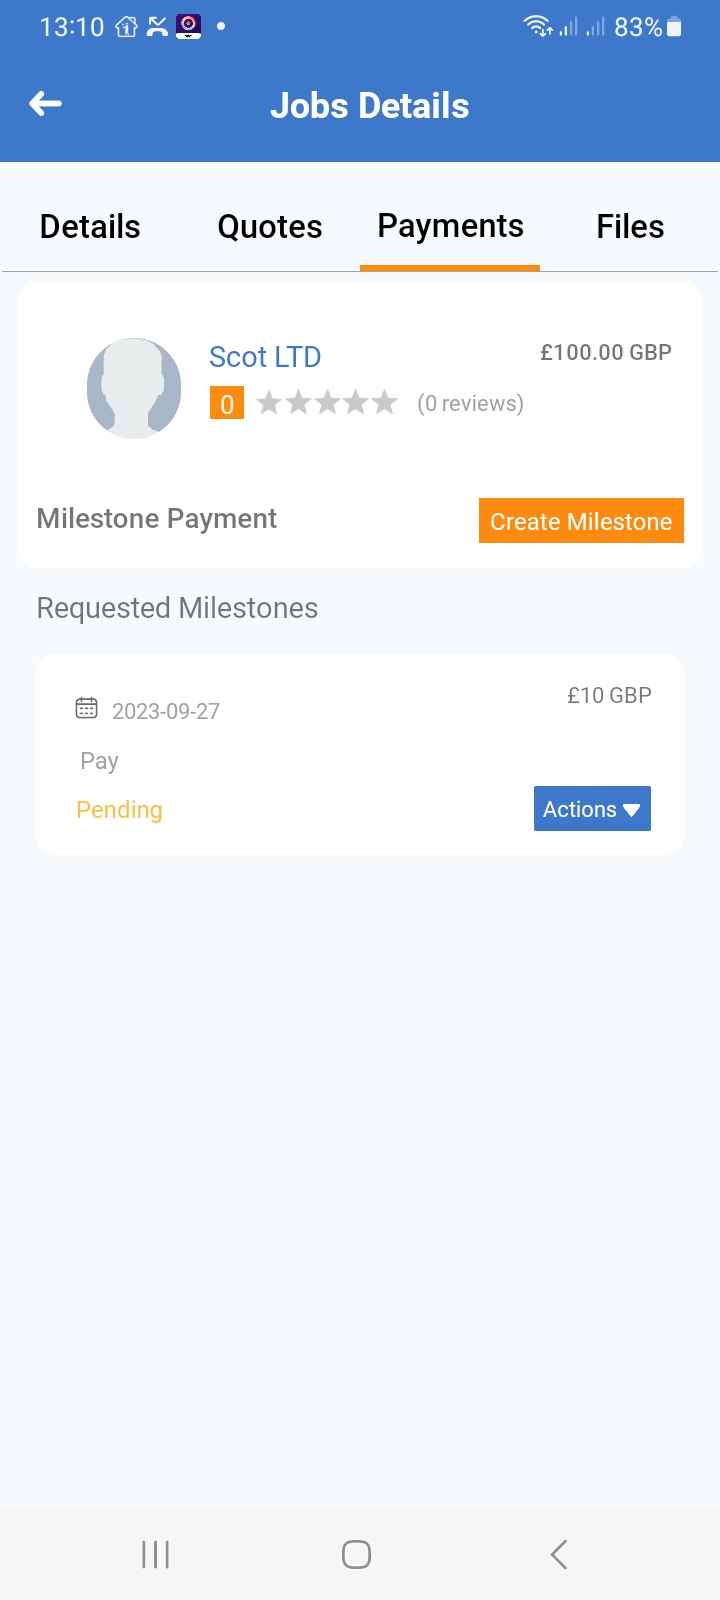 13:10 83%
Jobs Details
Details Quotes Payments Files
Scot LTD £100.00 GBP
0 (0 reviews)
Milestone Payment Create Milestone
Requested Milestones
2023-09-27 £10 GBP
Pay
Pending Actions